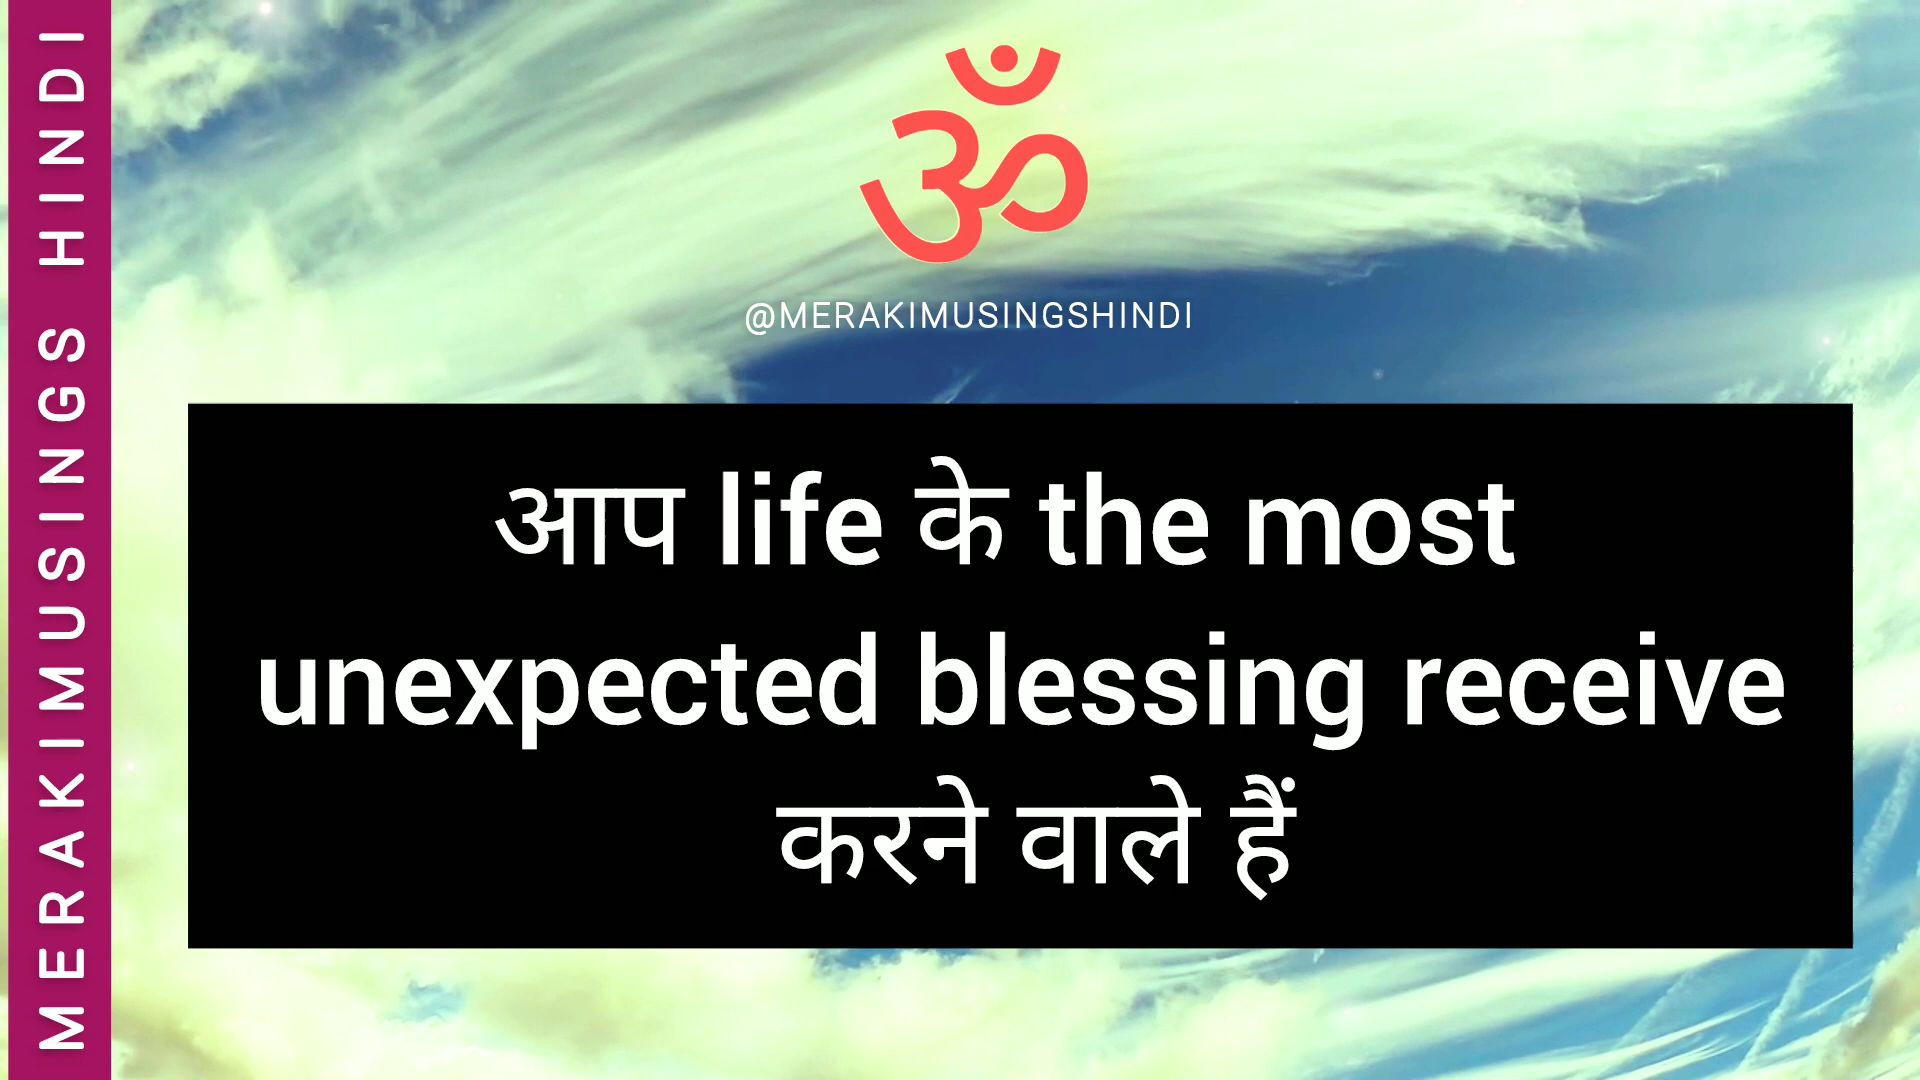 MERAKIMUSINGS HINDI
ॐ
@MERAKIMUSINGSHINDI
आप life के the most
unexpected blessing receive
करने वाले हैं